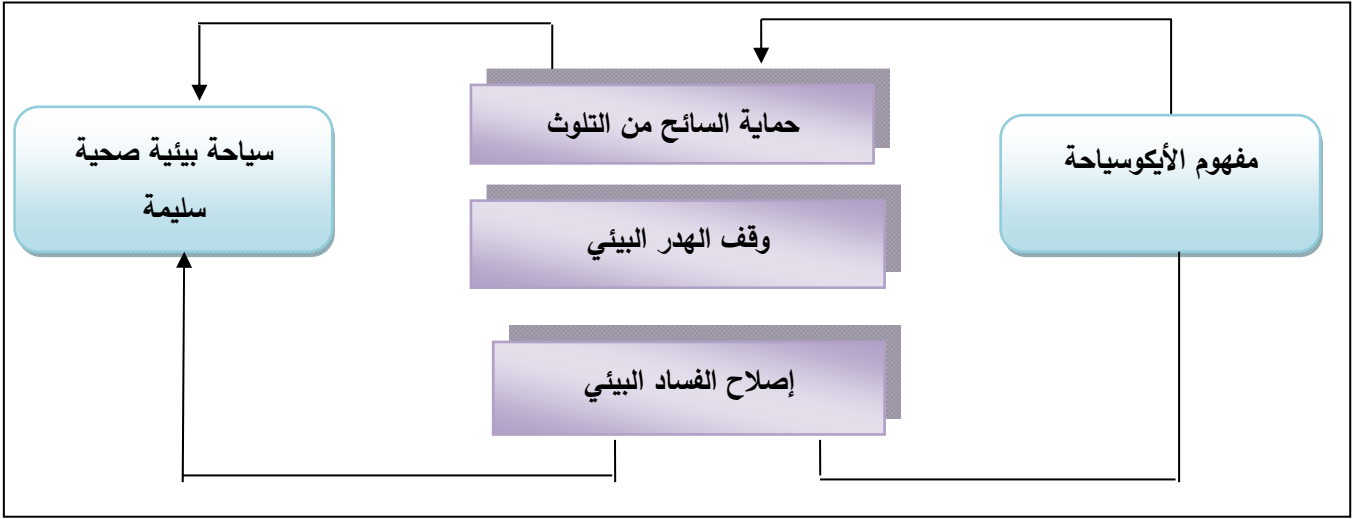 مفهوم الأيكوسياحة
حماية السائح من التلوث
وقف الهدر البيئي
إصلاح الفساد البيئي
سياحة بيئية صحية
سليمة